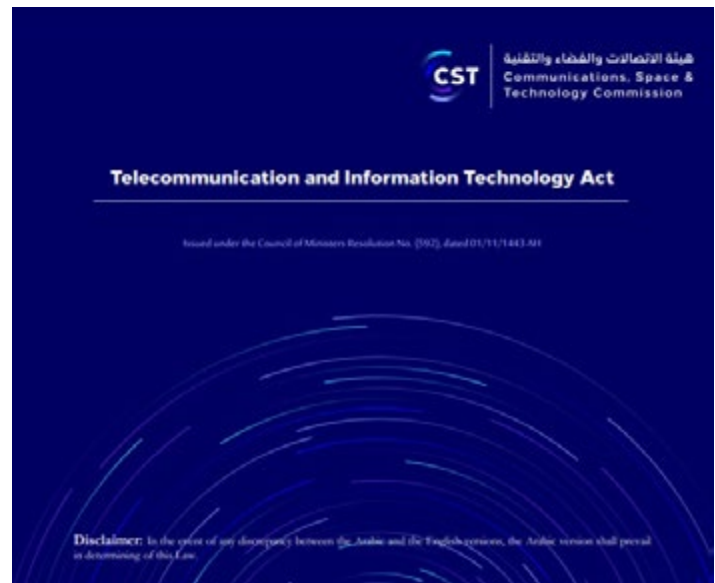 هيئة الاتصالات والفضاء والتقنية
CST
Communications, Space &
Technology Commission
Telecommunication and Information Technology Act
Issued under the Council of Ministers Resolution No. (592), dated 01/11/1443 AH
Disclaimer: In the event of any discrepancy between the Arabic and the English versions, the Arabic version shall prevail
in determining of this Law.